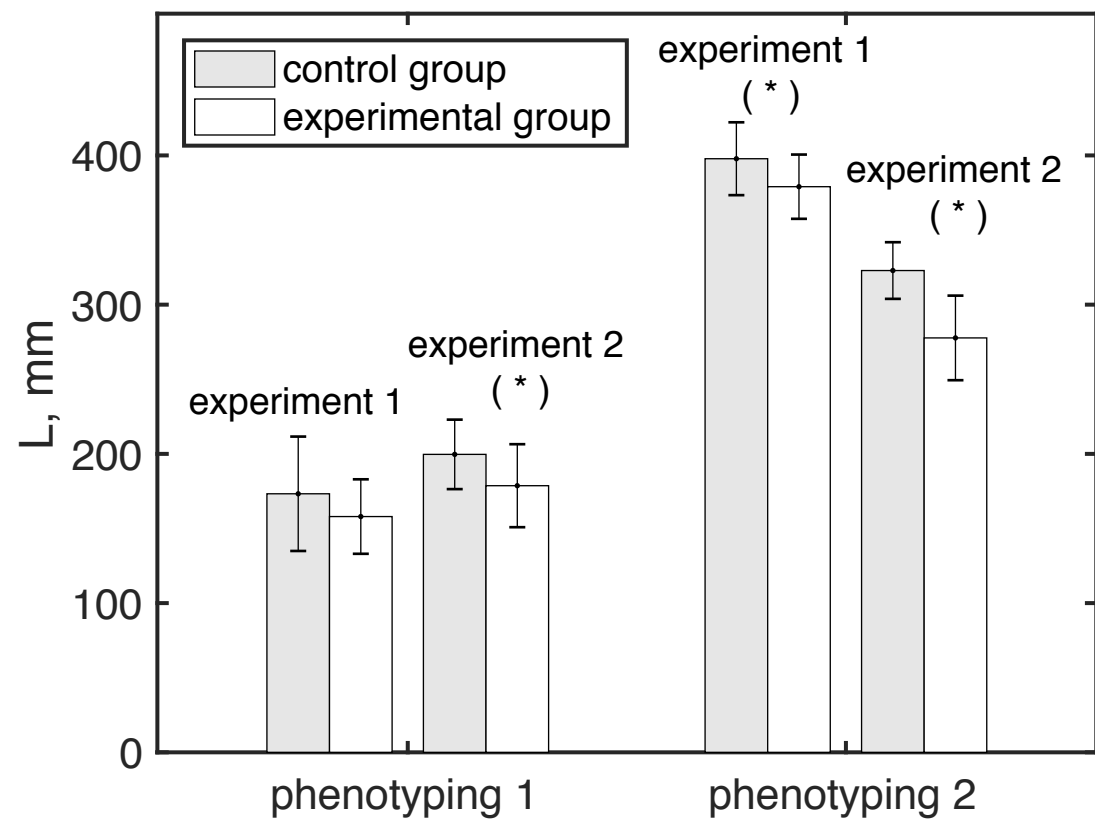 control group
experimental group
experiment 1
( * )
experiment 2
( * )
experiment 2
( * )
experiment 1
400
300
200
100
0
L, mm
phenotyping 1
phenotyping 2